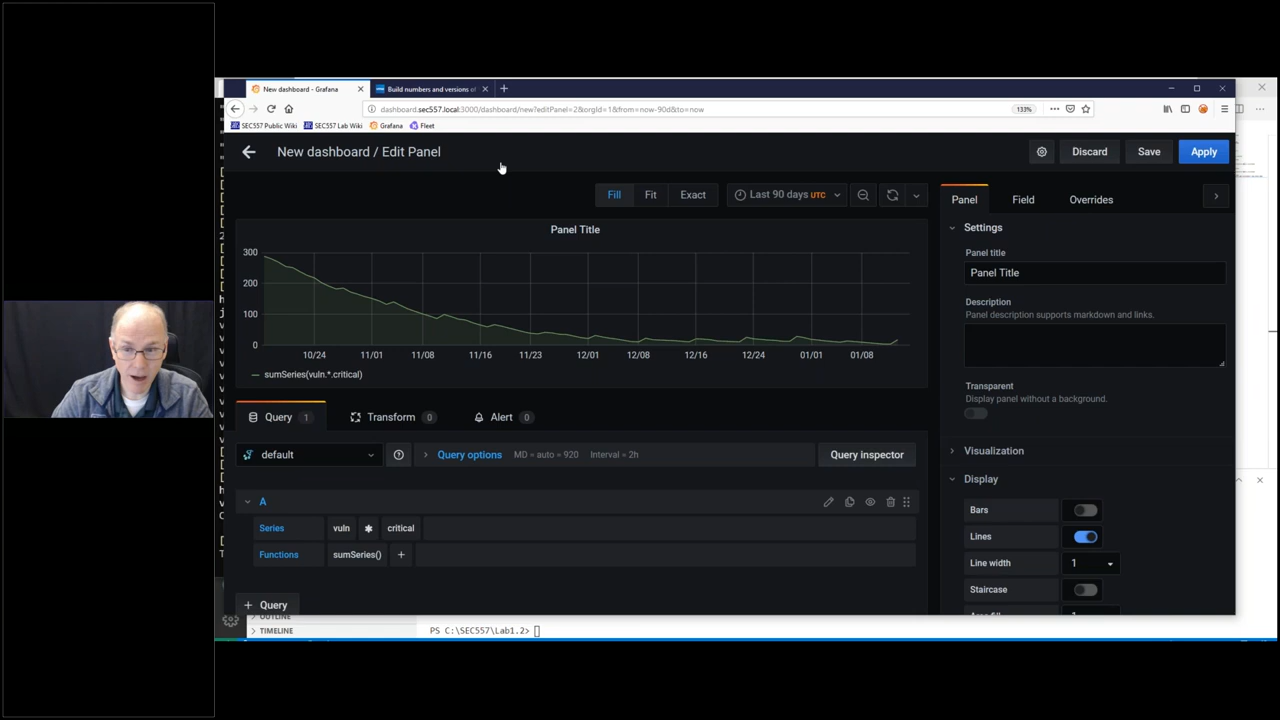 New dashboard - Grafana
Build numbers and versions of
dashboard.sec557.local:3000/dashboard/new?editPanel=2&orgId=1&from=now-90d&to=now
133%
SEC557 Public Wiki
SEC557 Lab Wiki
Grafana
Fleet
New dashboard / Edit Panel
Discard
Save
Apply
Fill
Fit
Exact
Last 90 days UTC
Panel
Field
Overrides
Panel Title
300
200
100
0
10/24
11/01
11/08
11/16
11/23
12/01
12/08
12/16
12/24
01/01
01/08
sumSeries(vuln.*.critical)
Settings
Panel title
Panel Title
Description
Panel description supports markdown and links.
Transparent
Display panel without a background.
Query 1
Transform 0
Alert 0
default
Query options
MD = auto = 920
Interval = 2h
Query inspector
Visualization
Display
A
Series vuln * critical
Functions sumSeries() +
Bars
Lines
Line width 1
Staircase
+ Query
OUTLINE
TIMELINE
PS C:\SEC557\Lab1.2>